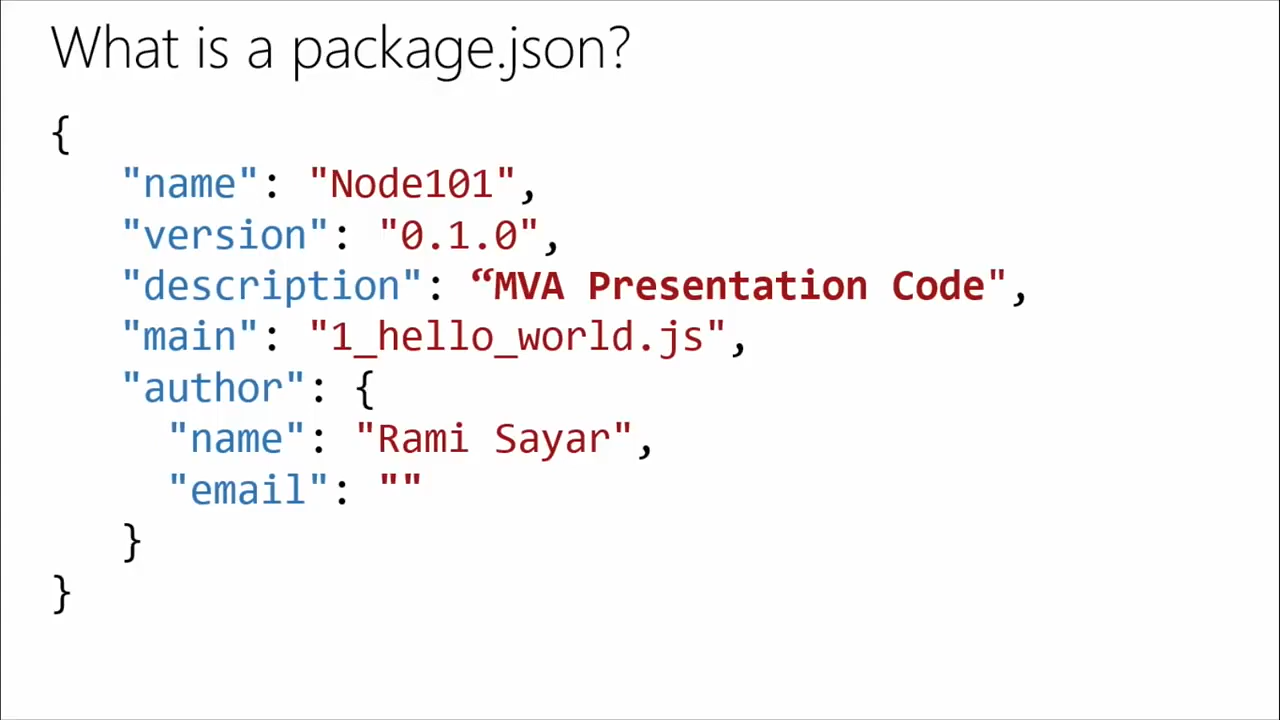 What is a package.json?
{
"name": "Node101",
"version": "0.1.0",
"description": “MVA Presentation Code",
"main": "1_hello_world.js",
"author": {
"name": "Rami Sayar",
"email": ""
}
}